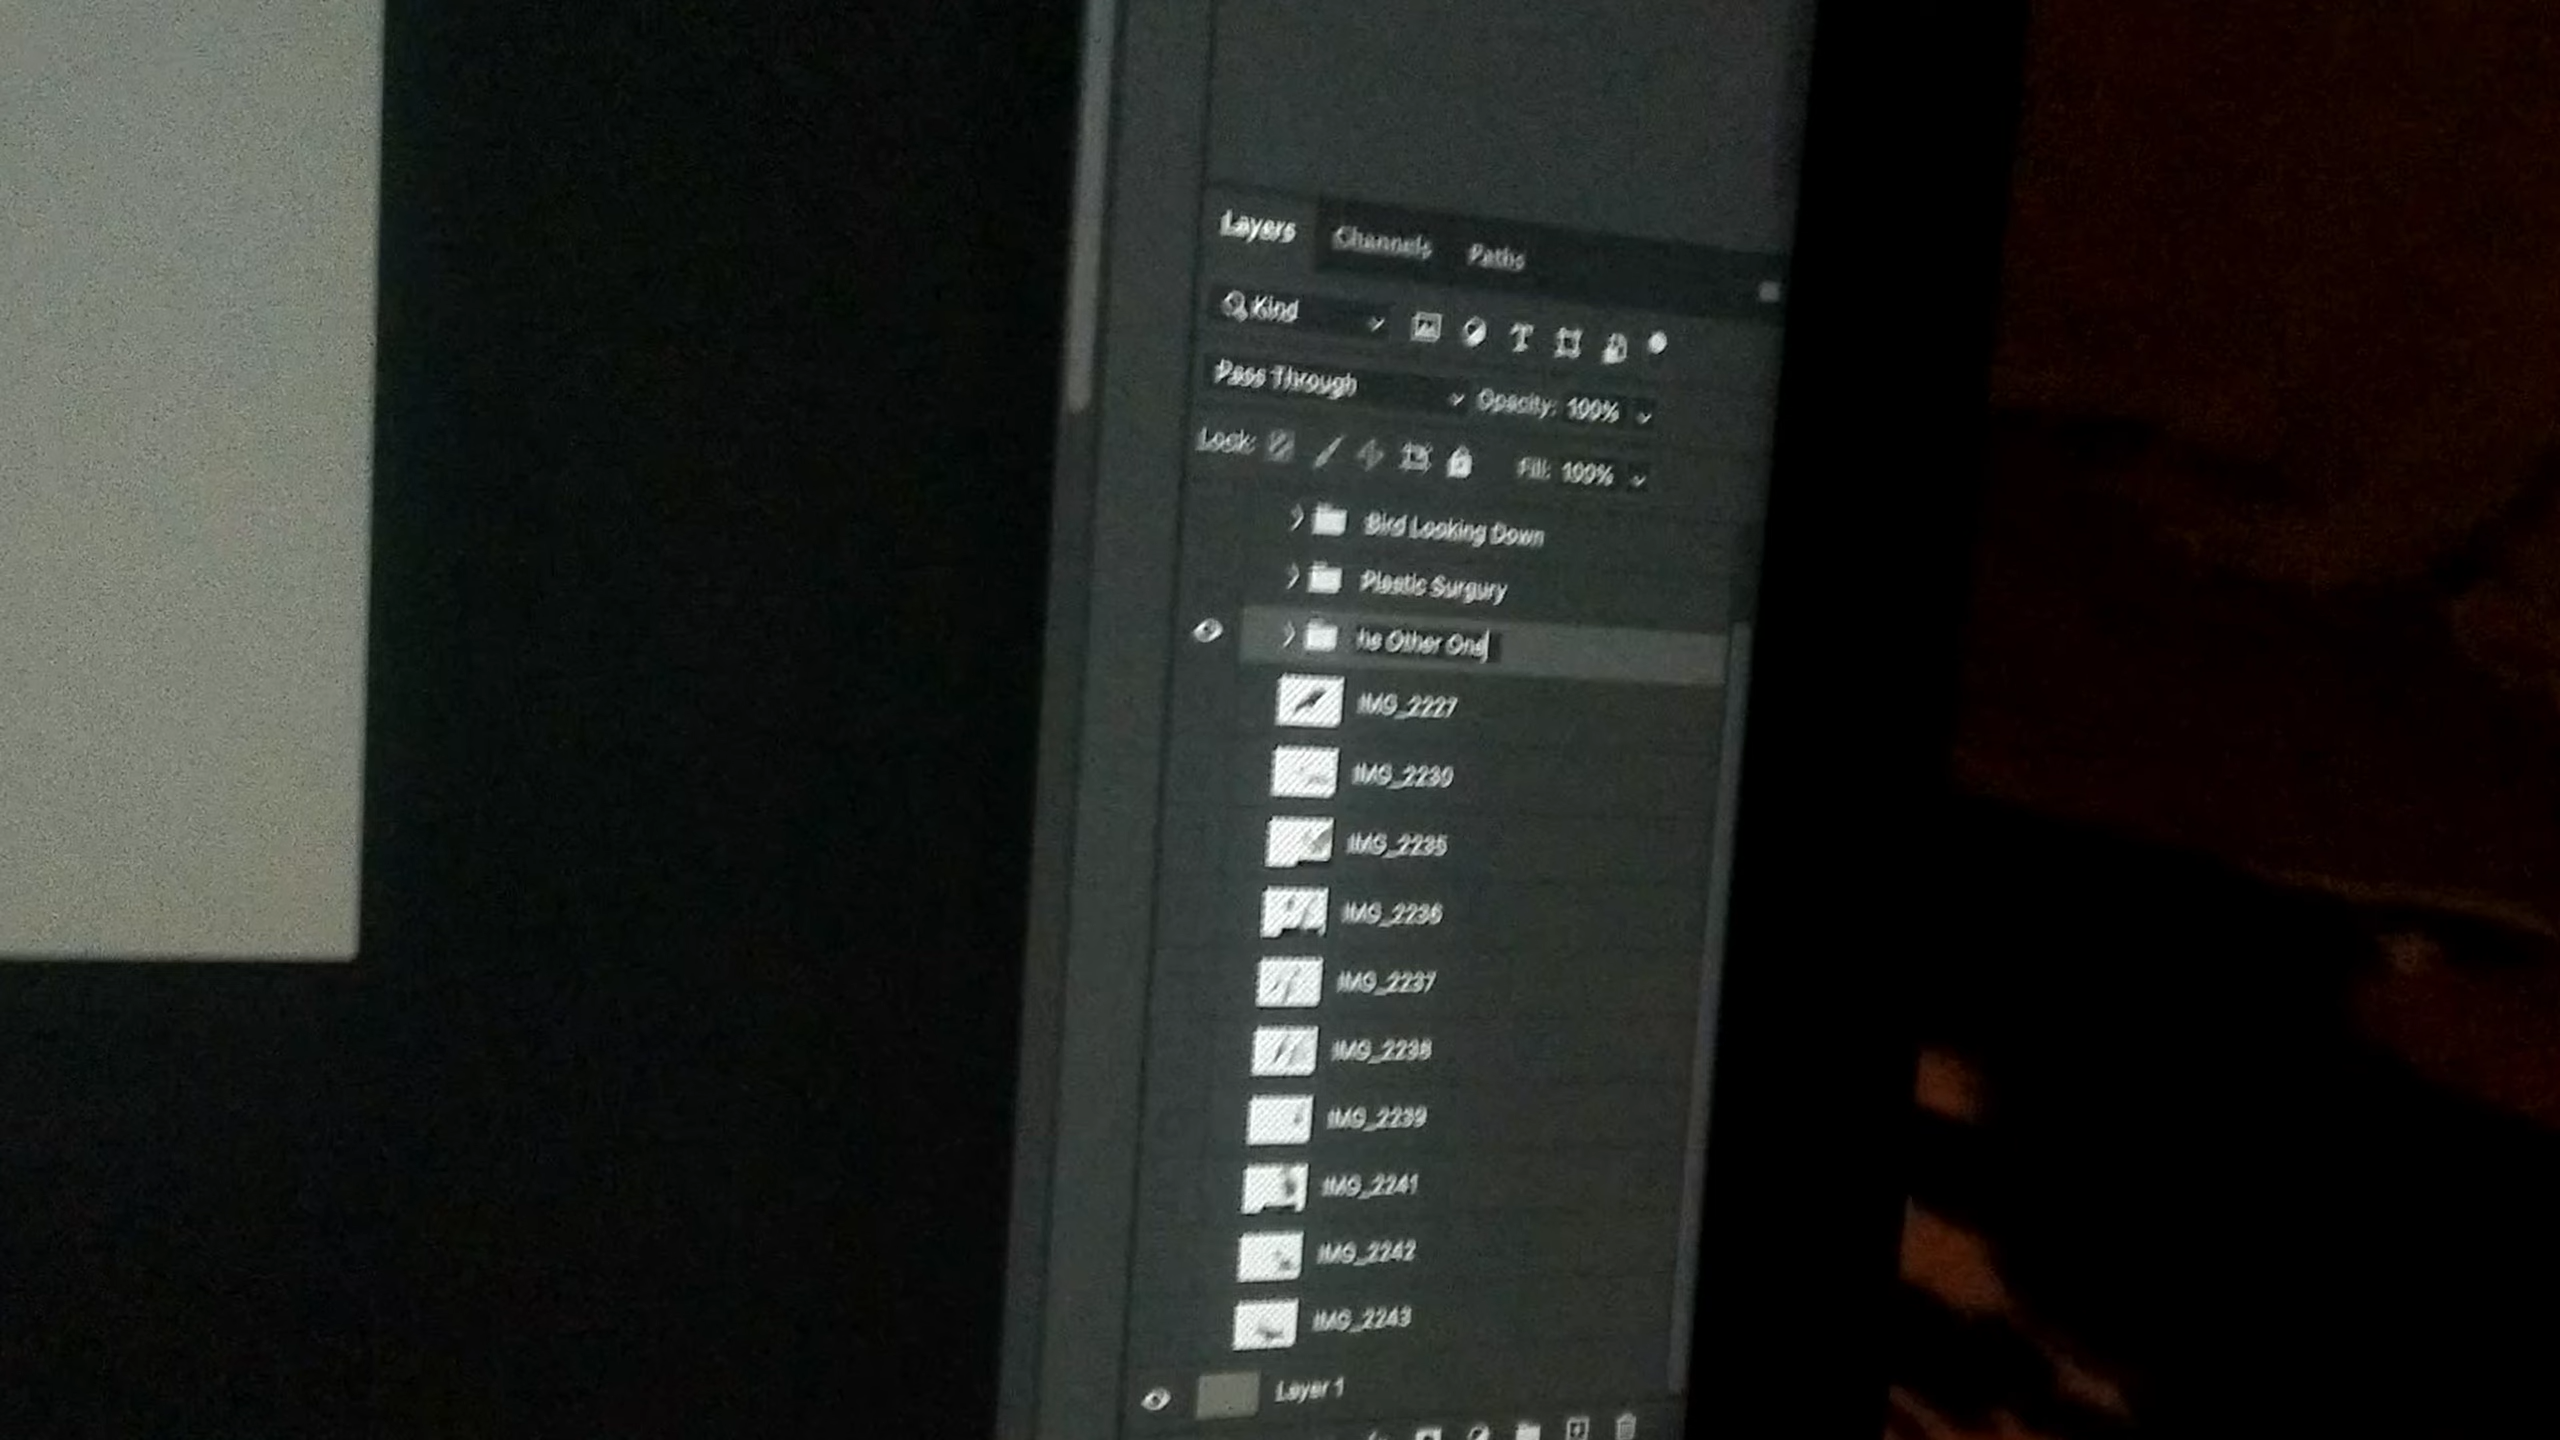 Layers Channels Paths
Kind
Pass Through Opacity: 100%
Lock: Fill: 100%
Bird Looking Down
Plastic Surgury
he Other One
IMG_2227
IMG_2230
IMG_2235
IMG_2236
IMG_2237
IMG_2238
IMG_2239
IMG_2241
IMG_2242
IMG_2243
Layer 1